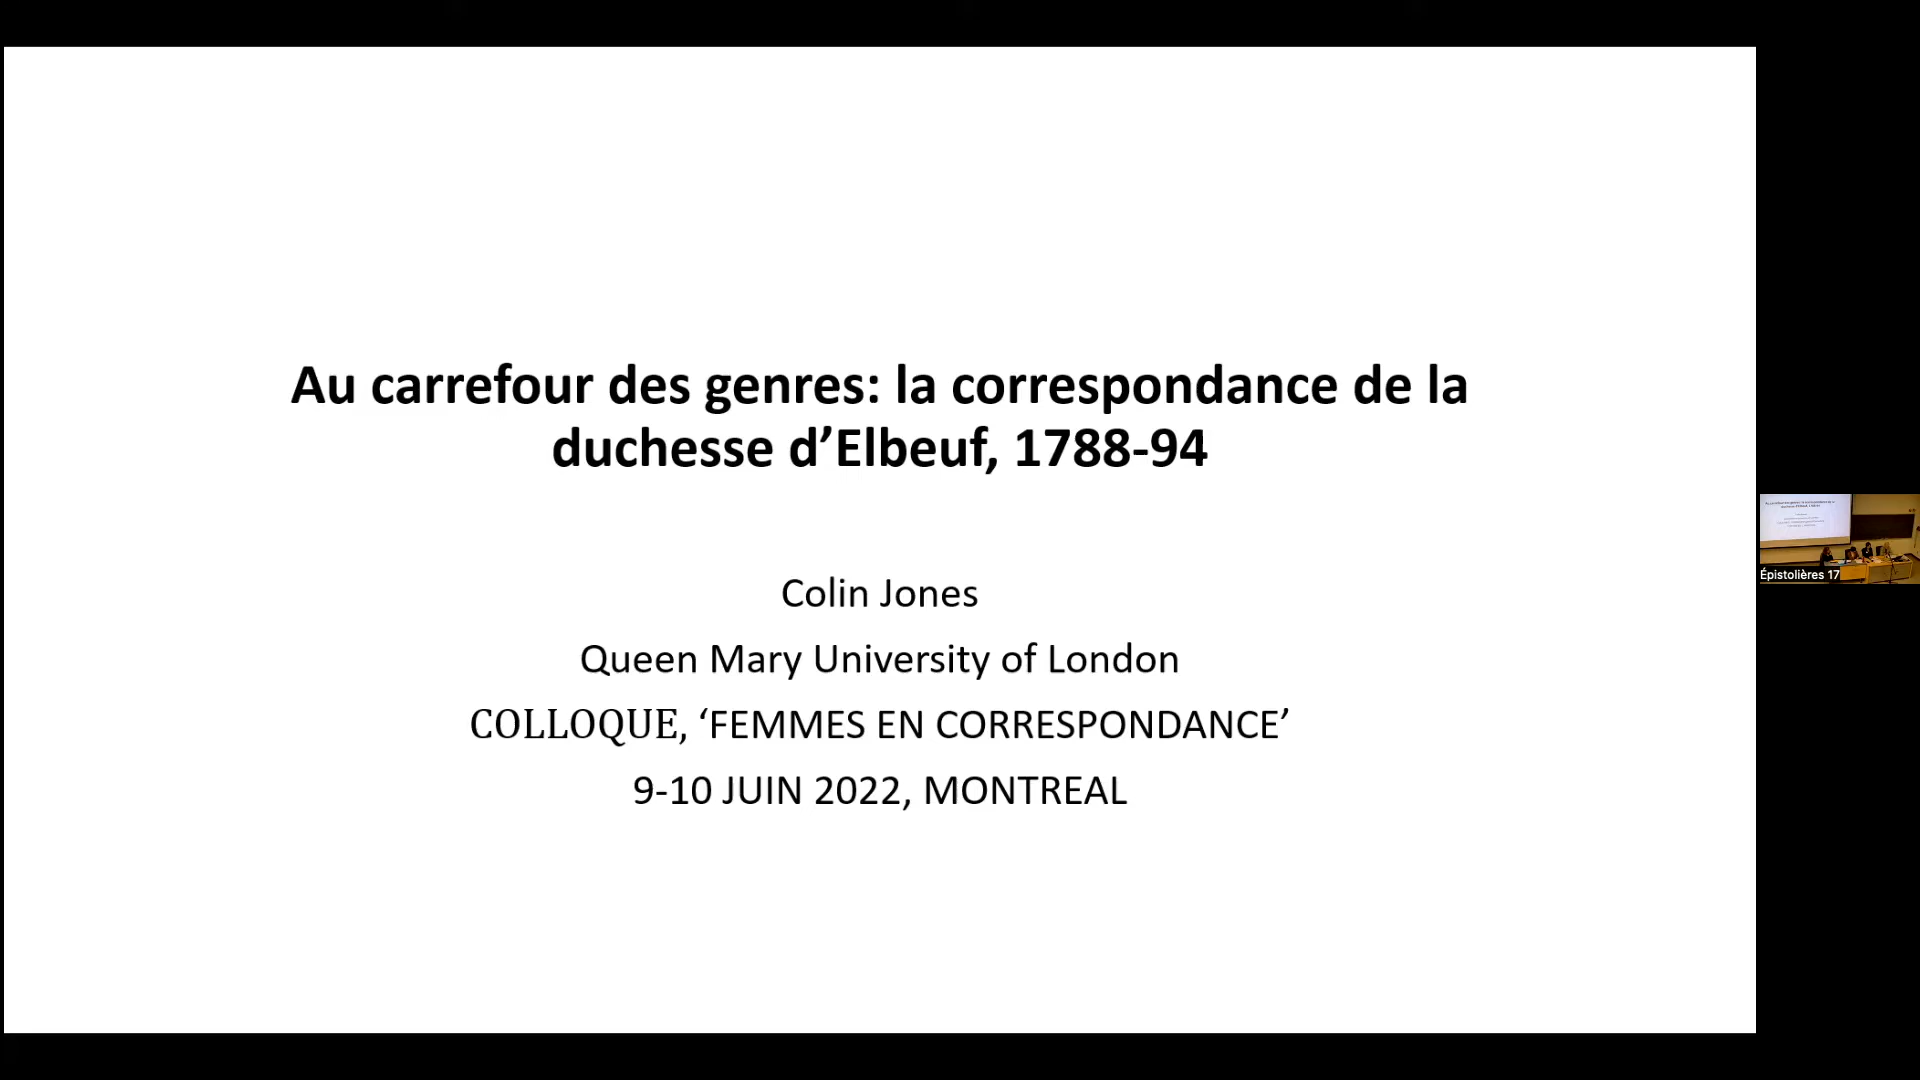 Au carrefour des genres: la correspondance de la
duchesse d’Elbeuf, 1788-94
Colin Jones
Queen Mary University of London
COLLOQUE, ‘FEMMES EN CORRESPONDANCE’
9-10 JUIN 2022, MONTREAL
Épistolières 17